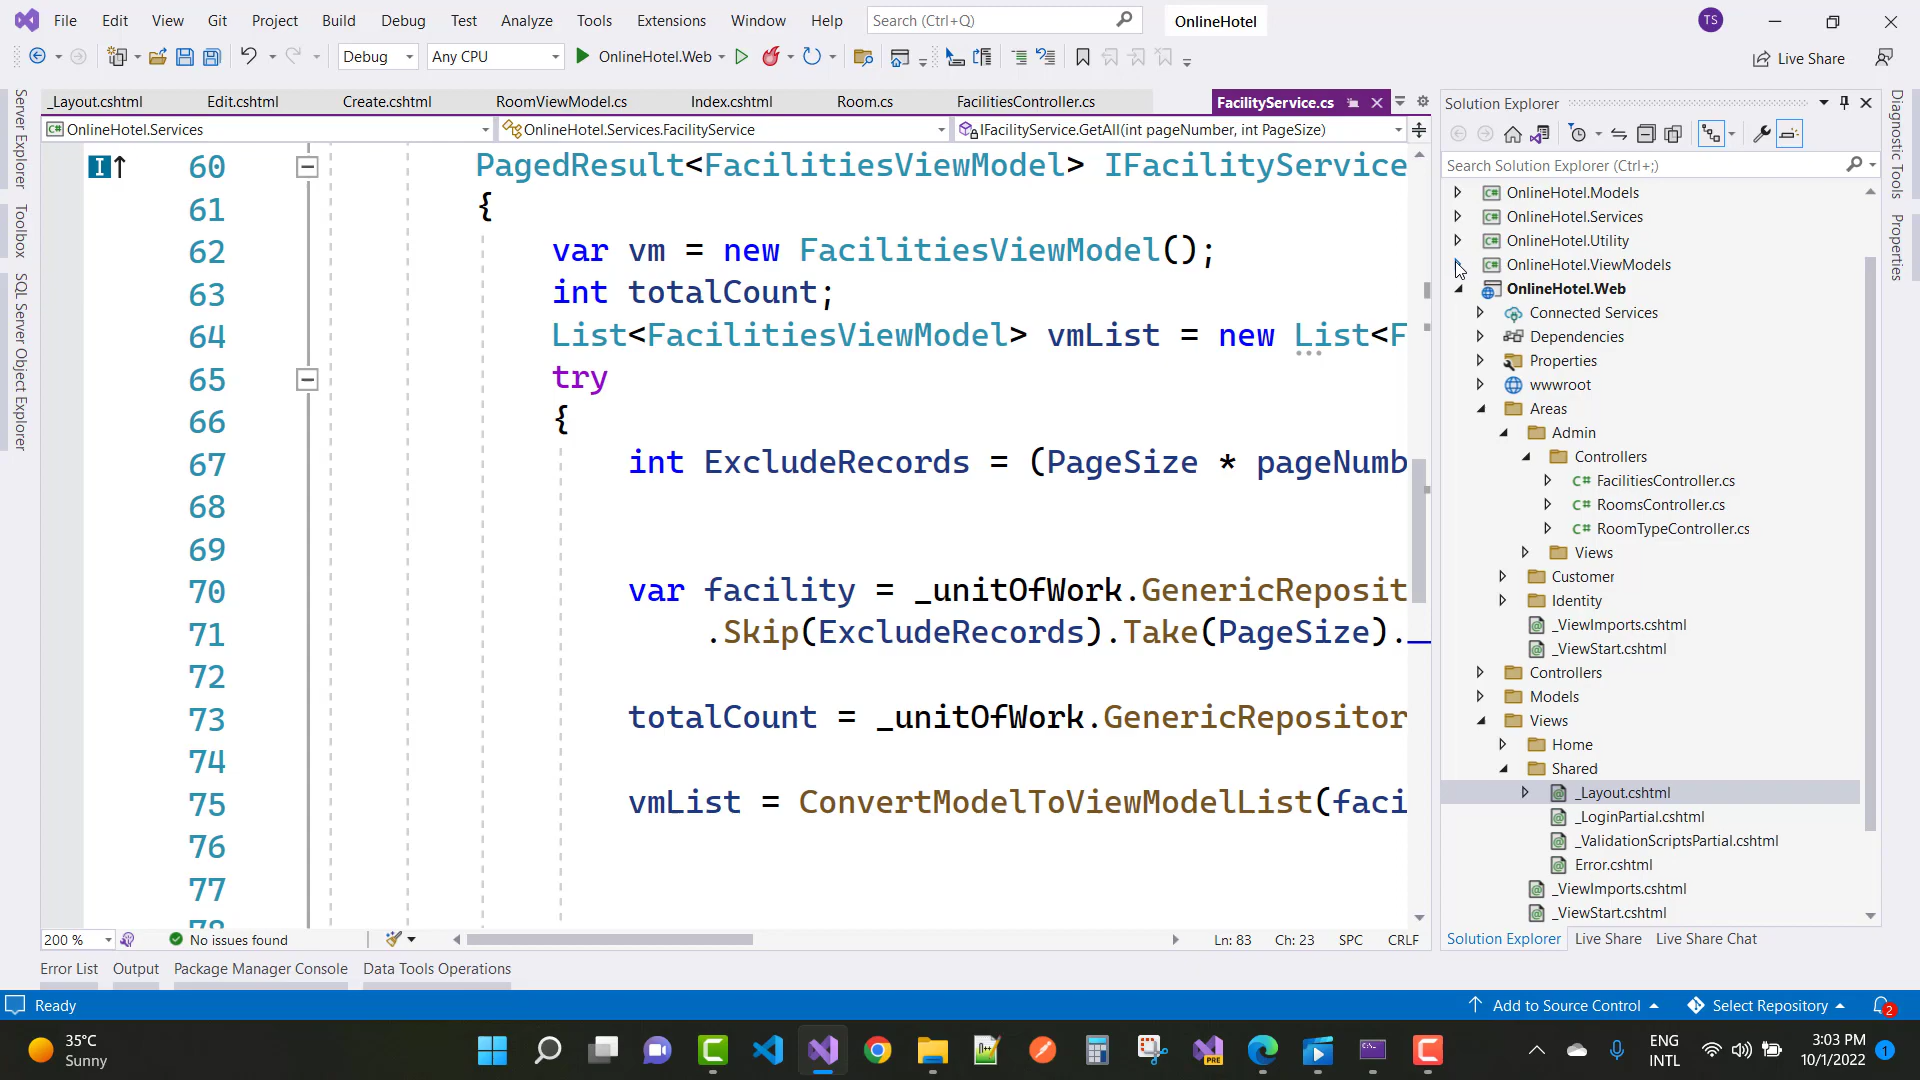 File Edit View Git Project Build Debug Test Analyze Tools Extensions Window Help Search (Ctrl+Q) OnlineHotel TS
Debug Any CPU OnlineHotel.Web Live Share
_Layout.cshtml Edit.cshtml Create.cshtml RoomViewModel.cs Index.cshtml Room.cs FacilitiesController.cs FacilityService.cs
OnlineHotel.Services OnlineHotel.Services.FacilityService IFacilityService.GetAll(int pageNumber, int PageSize)
Server Explorer
Toolbox
SQL Server Object Explorer
60 PagedResult<FacilitiesViewModel> IFacilityService
61 {
62 var vm = new FacilitiesViewModel();
63 int totalCount;
64 List<FacilitiesViewModel> vmList = new List<F
65 try
66 {
67 int ExcludeRecords = (PageSize * pageNumb
68
69
70 var facility = _unitOfWork.GenericReposit
71 .Skip(ExcludeRecords).Take(PageSize).
72
73 totalCount = _unitOfWork.GenericRepositor
74
75 vmList = ConvertModelToViewModelList(faci
76
77
200 % No issues found Ln: 83 Ch: 23 SPC CRLF
Solution Explorer
Search Solution Explorer (Ctrl+;)
OnlineHotel.Models
OnlineHotel.Services
OnlineHotel.Utility
OnlineHotel.ViewModels
OnlineHotel.Web
Connected Services
Dependencies
Properties
wwwroot
Areas
Admin
Controllers
C# FacilitiesController.cs
C# RoomsController.cs
C# RoomTypeController.cs
Views
Customer
Identity
_ViewImports.cshtml
_ViewStart.cshtml
Controllers
Models
Views
Home
Shared
_Layout.cshtml
_LoginPartial.cshtml
_ValidationScriptsPartial.cshtml
Error.cshtml
_ViewImports.cshtml
_ViewStart.cshtml
Solution Explorer Live Share Live Share Chat
Diagnostic Tools
Properties
Error List Output Package Manager Console Data Tools Operations
Ready Add to Source Control Select Repository 2
35°C
Sunny
ENG
INTL
3:03 PM
10/1/2022
1